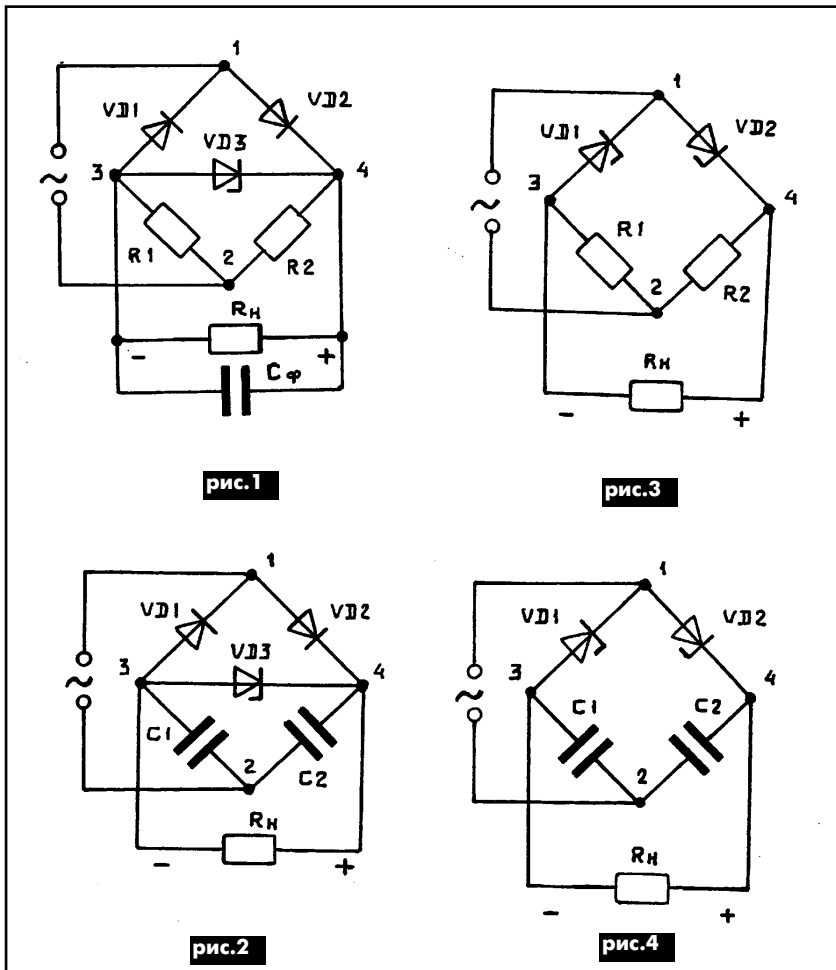 1
VD1
VD2
VD3
3
4
~
R1
2
R2
Rн
- +
Cφ
рис.1
1
VD1
VD2
3
4
~
R1
R2
2
Rн
- +
рис.3
1
VD1
VD2
VD3
3
4
~
C1
2
C2
Rн
- +
рис.2
1
VD1
VD2
3
4
~
C1
C2
2
Rн
- +
рис.4